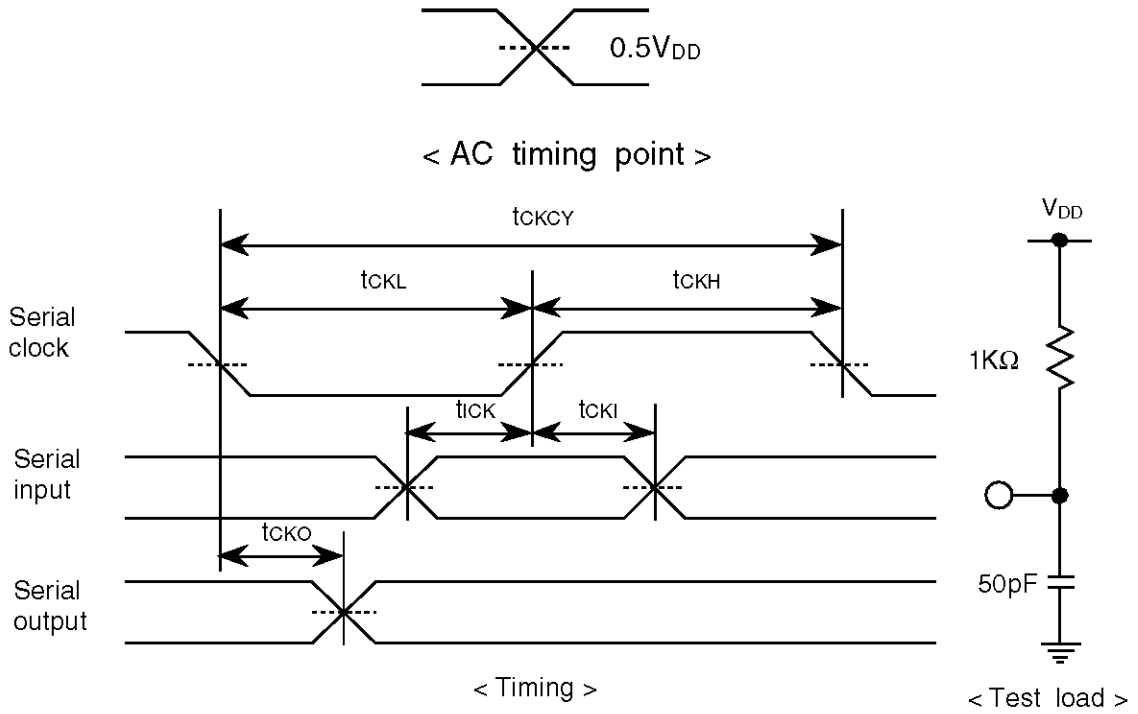 0.5VDD
< AC timing point >
tCKCY
VDD
tCKL
tCKH
Serial
clock
1KΩ
tICK
tCKI
Serial
input
tCKO
Serial
output
50pF
< Timing >
< Test load >